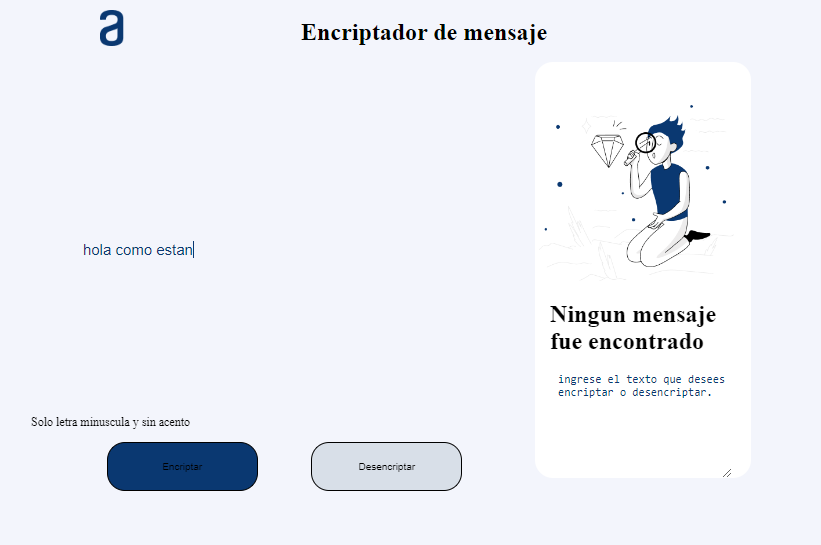 a
Encriptador de mensaje
hola como estan
Ningun mensaje
fue encontrado
ingrese el texto que desees
encriptar o desencriptar.
Solo letra minuscula y sin acento
Encriptar
Desencriptar